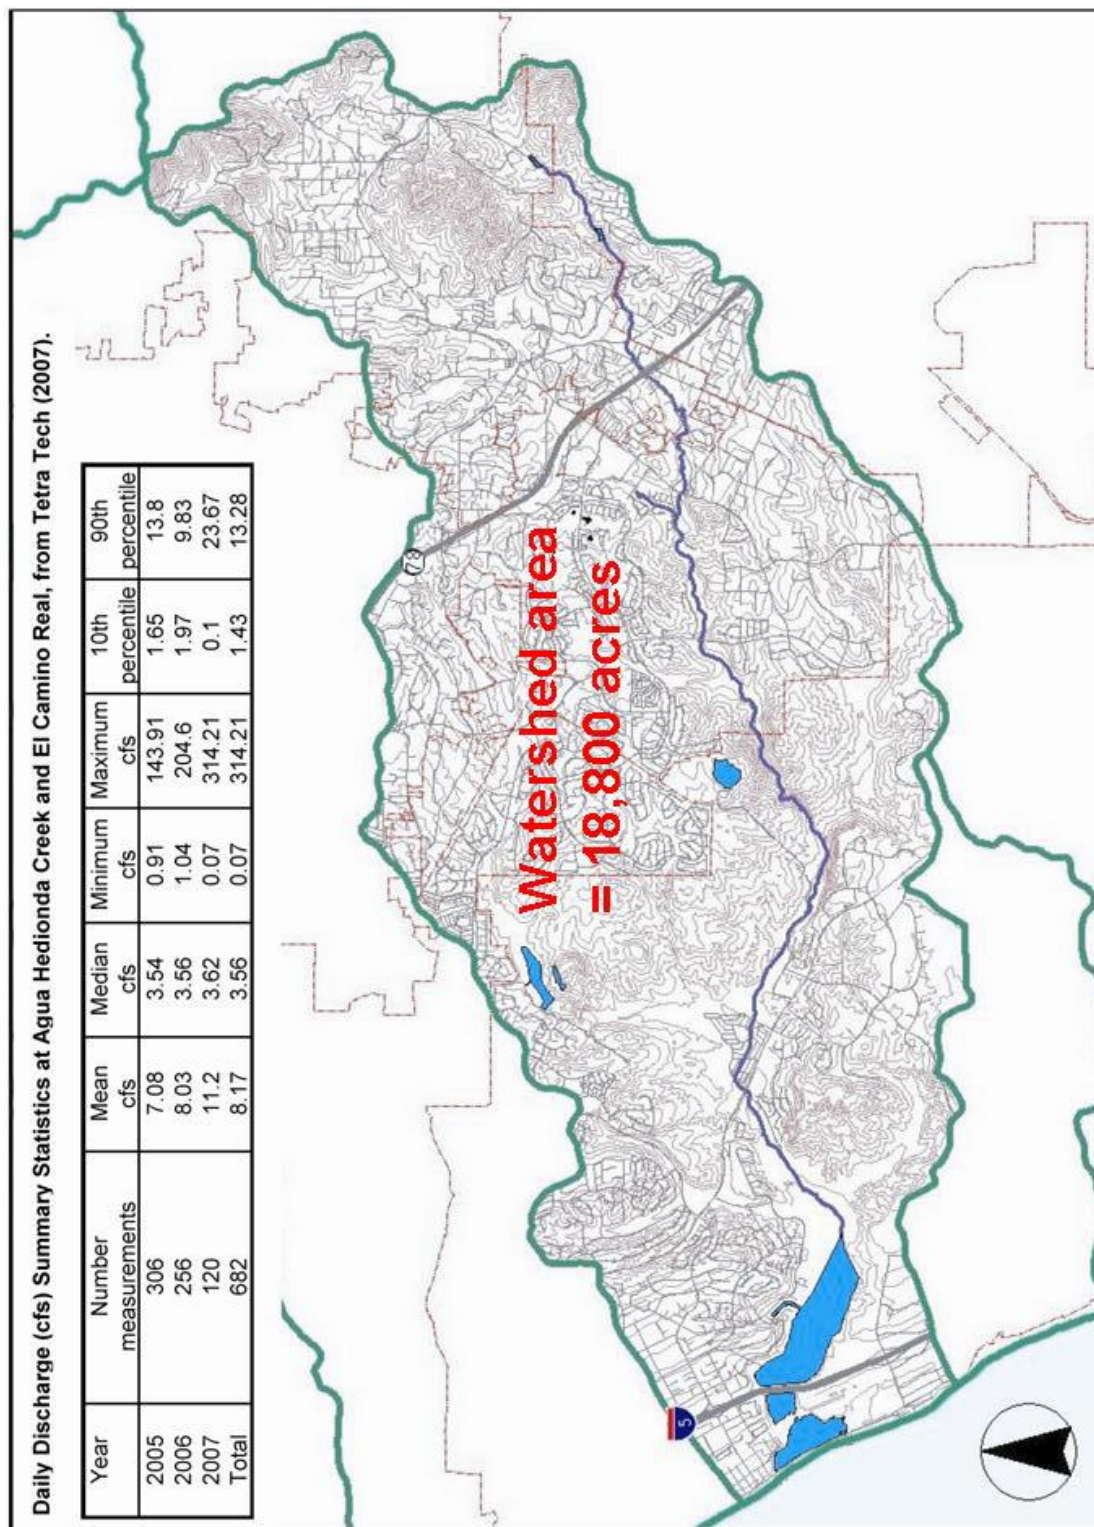 Daily Discharge (cfs) Summary Statistics at Agua Hedionda Creek and El Camino Real, from Tetra Tech (2007).
Year Number measurements Mean cfs Median cfs Minimum cfs Maximum cfs 10th percentile 90th percentile
2005 306 7.08 3.54 0.91 143.91 1.65 13.8
2006 256 8.03 3.56 1.04 204.6 1.97 9.83
2007 120 11.2 3.62 0.07 314.21 0.1 23.67
Total 682 8.17 3.56 0.07 314.21 1.43 13.28
78
Watershed area
= 18,800 acres
5